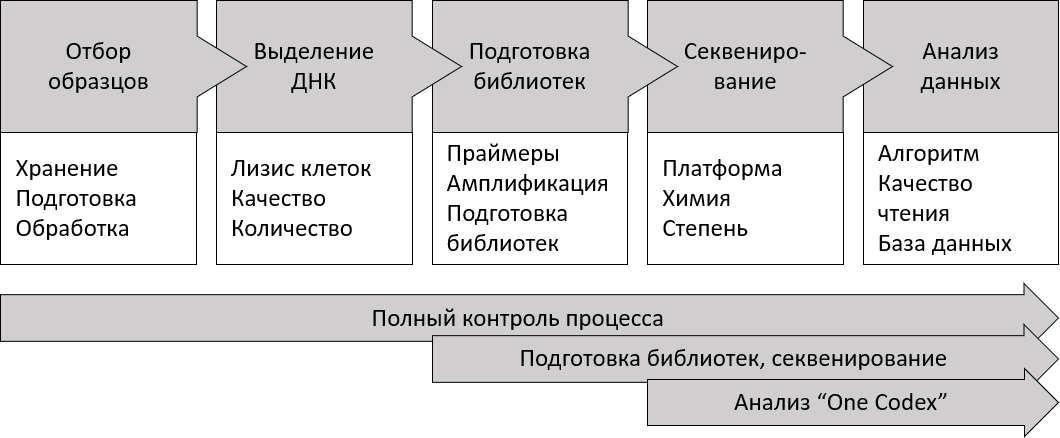 Отбор
образцов
Выделение
ДНК
Подготовка
библиотек
Секвениро-
вание
Анализ
данных
Хранение
Подготовка
Обработка
Лизис клеток
Качество
Количество
Праймеры
Амплификация
Подготовка
библиотек
Платформа
Химия
Степень
Алгоритм
Качество
чтения
База данных
Полный контроль процесса
Подготовка библиотек, секвенирование
Анализ “One Codex”